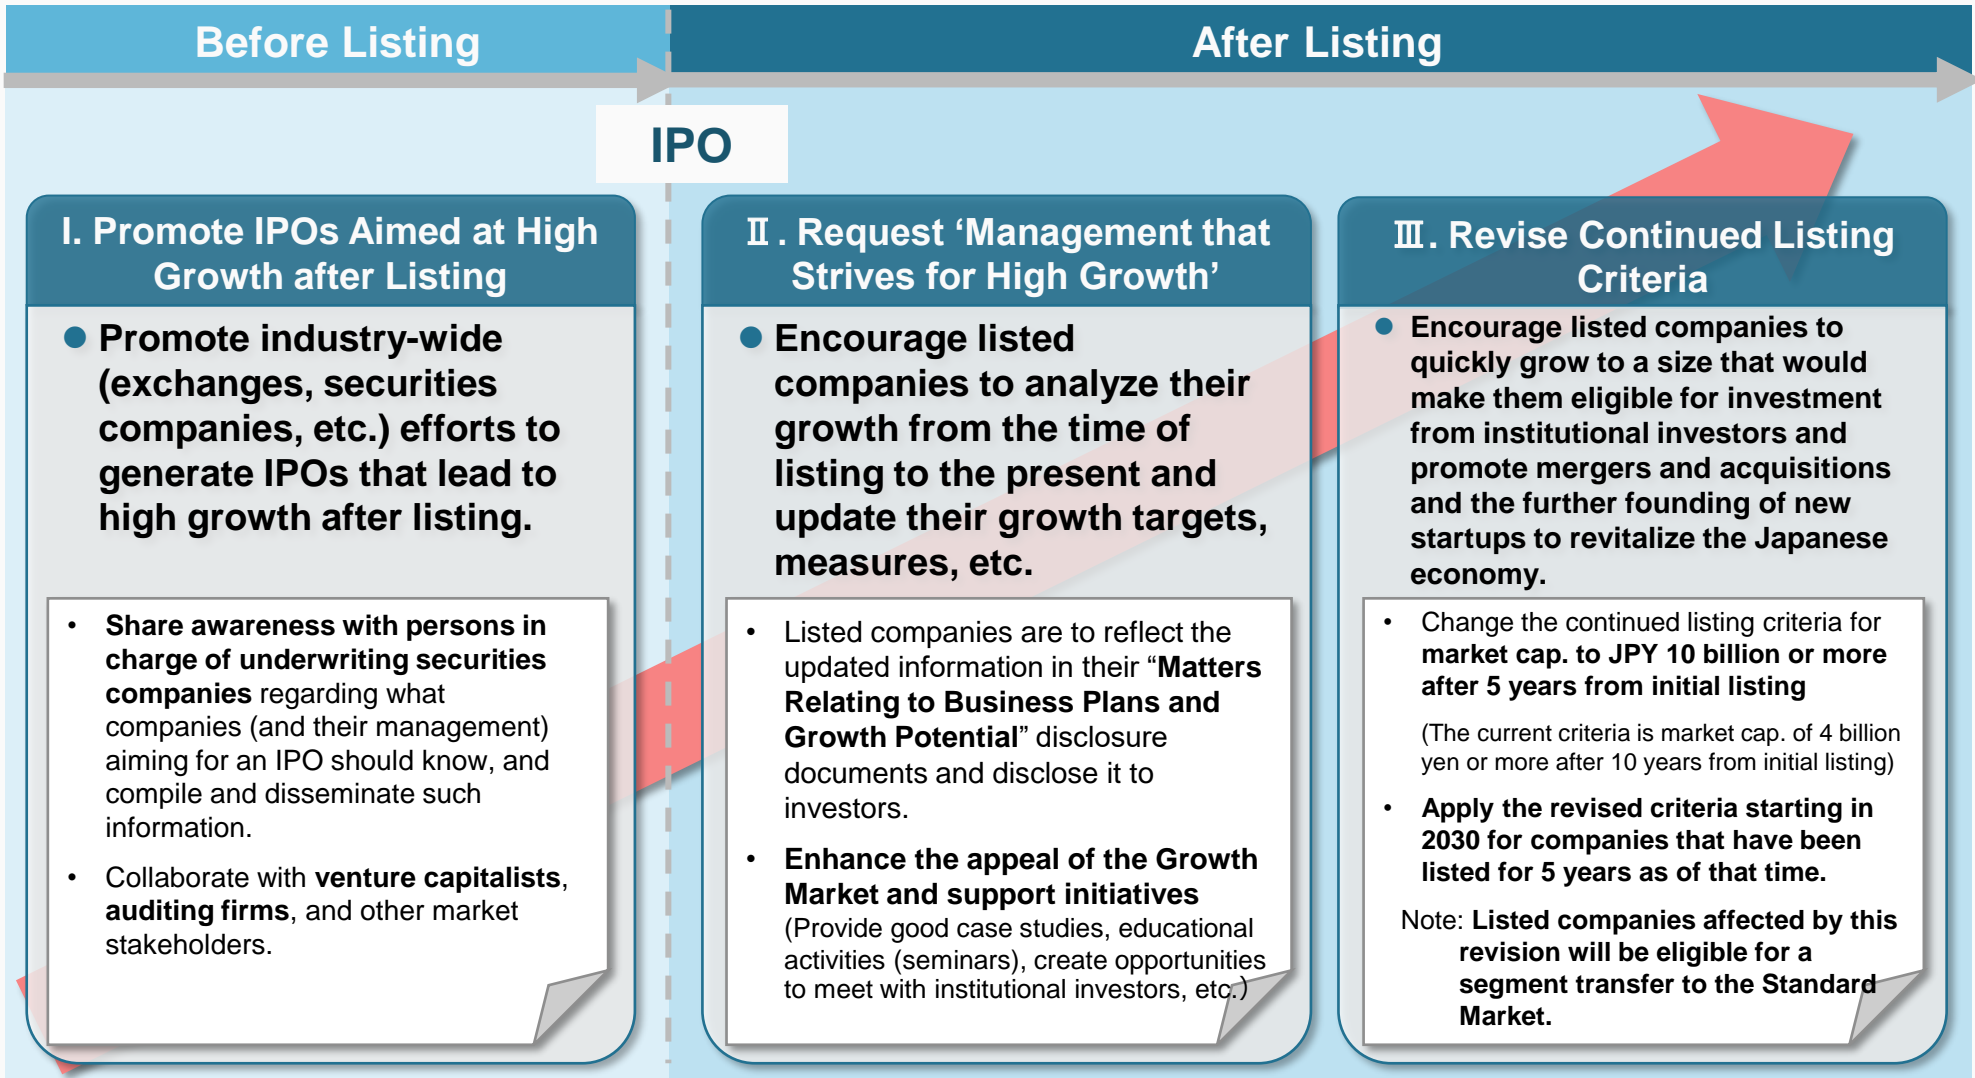 Before Listing
After Listing
IPO
I. Promote IPOs Aimed at High
Growth after Listing
● Promote industry-wide
(exchanges, securities
companies, etc.) efforts to
generate IPOs that lead to
high growth after listing.
• Share awareness with persons in
charge of underwriting securities
companies regarding what
companies (and their management)
aiming for an IPO should know, and
compile and disseminate such
information.
• Collaborate with venture capitalists,
auditing firms, and other market
stakeholders.
Ⅱ. Request ‘Management that
Strives for High Growth’
● Encourage listed
companies to analyze their
growth from the time of
listing to the present and
update their growth targets,
measures, etc.
• Listed companies are to reflect the
updated information in their “Matters
Relating to Business Plans and
Growth Potential” disclosure
documents and disclose it to
investors.
• Enhance the appeal of the Growth
Market and support initiatives
(Provide good case studies, educational
activities (seminars), create opportunities
to meet with institutional investors, etc.)
Ⅲ. Revise Continued Listing
Criteria
● Encourage listed companies to
quickly grow to a size that would
make them eligible for investment
from institutional investors and
promote mergers and acquisitions
and the further founding of new
startups to revitalize the Japanese
economy.
• Change the continued listing criteria for
market cap. to JPY 10 billion or more
after 5 years from initial listing
(The current criteria is market cap. of 4 billion
yen or more after 10 years from initial listing)
• Apply the revised criteria starting in
2030 for companies that have been
listed for 5 years as of that time.
Note: Listed companies affected by this
revision will be eligible for a
segment transfer to the Standard
Market.